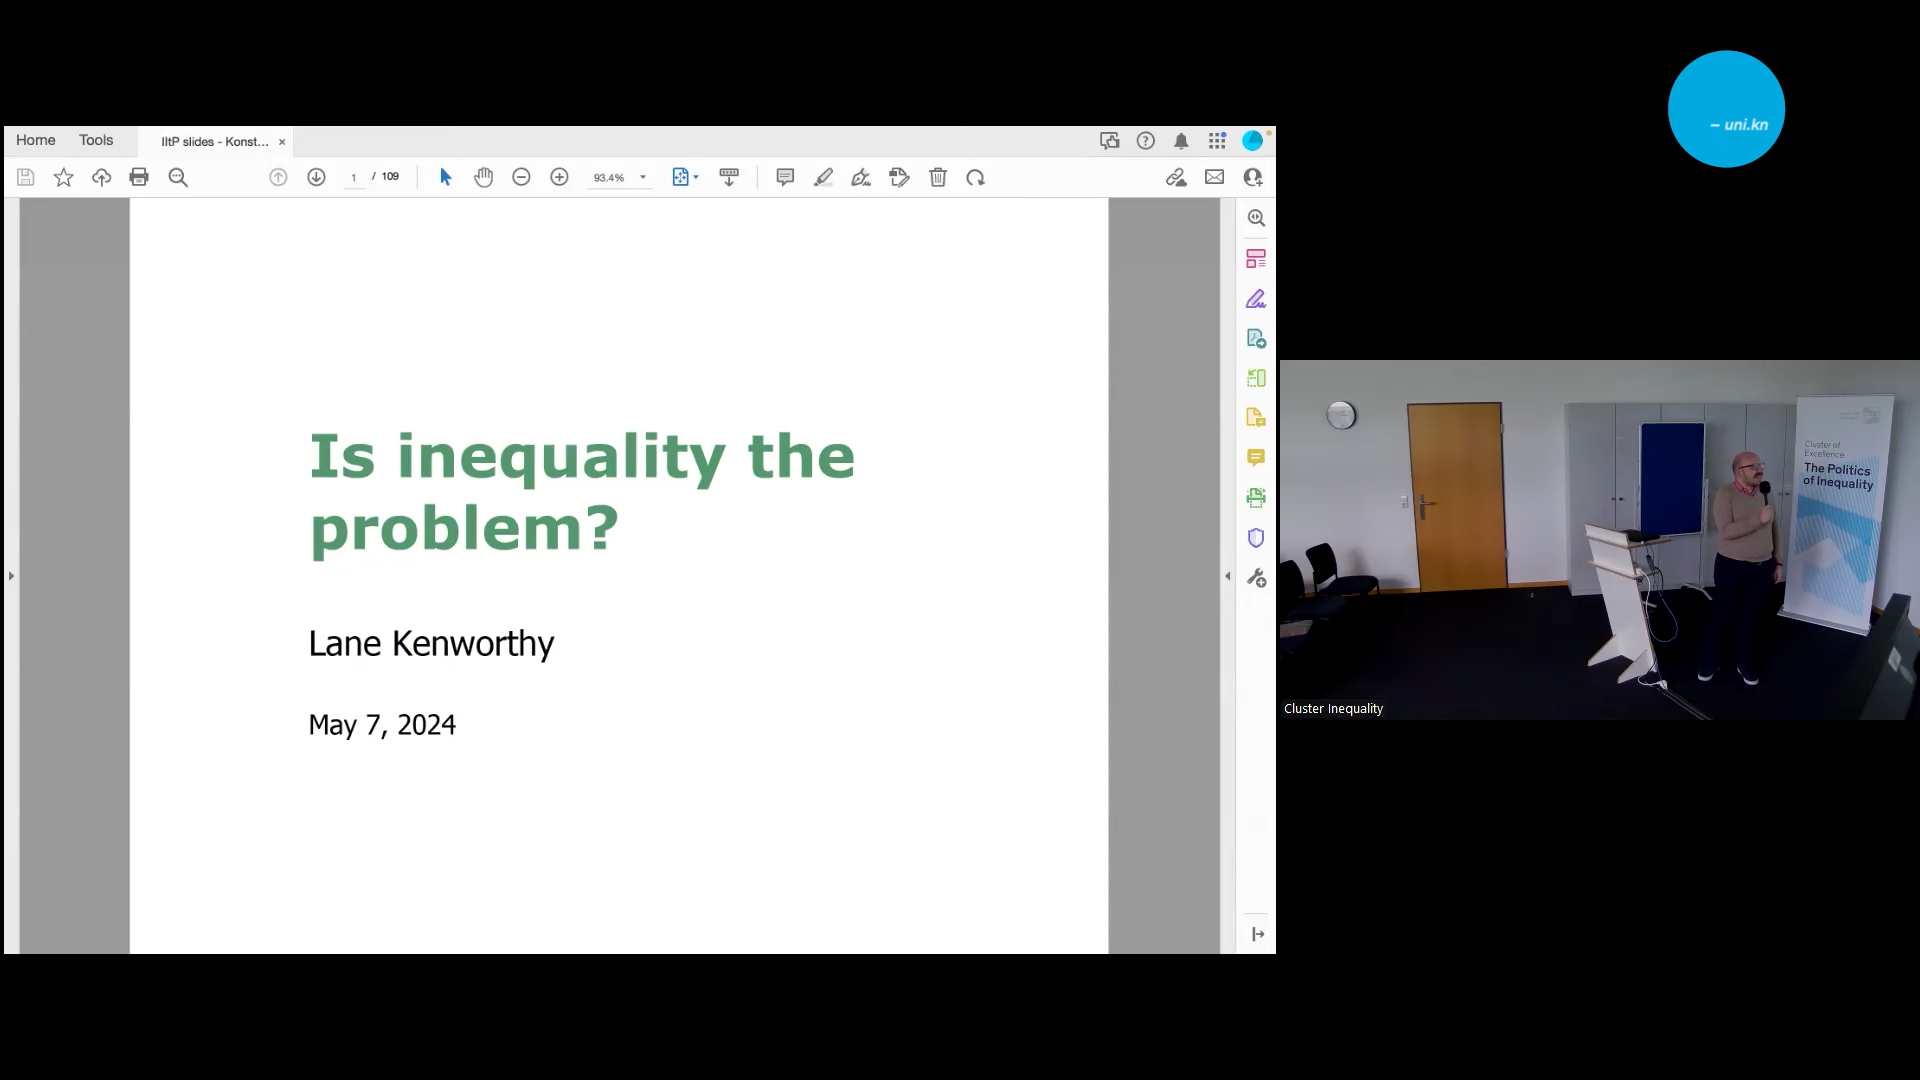 – uni.kn
Home
Tools
IItP slides - Konst...
1
/ 109
93.4%
Is inequality the
problem?
Lane Kenworthy
May 7, 2024
Cluster of
Excellence
The Politics
of Inequality
Cluster Inequality